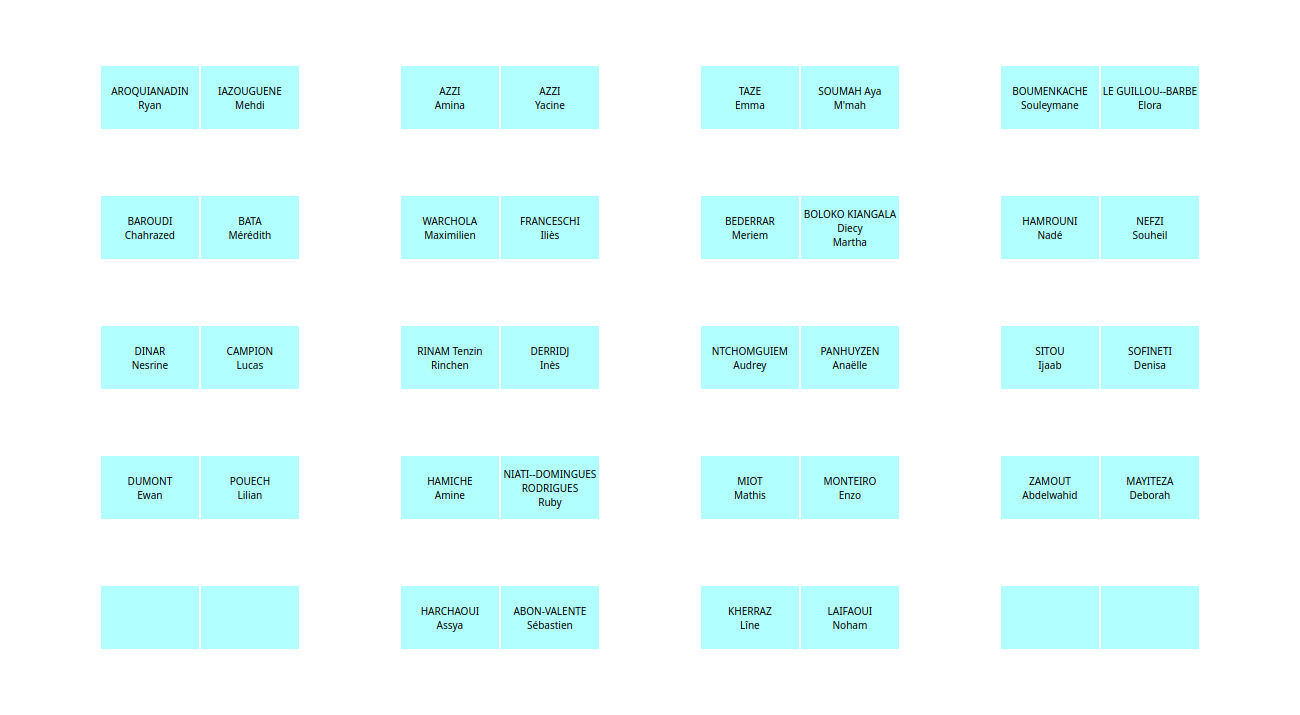 AROQUIANADIN
Ryan
IAZOUGUENE
Mehdi
AZZI
Amina
AZZI
Yacine
TAZE
Emma
SOUMAH Aya
M'mah
BOUMENKACHE
Souleymane
LE GUILLOU--BARBE
Elora
BAROUDI
Chahrazed
BATA
Mérédith
WARCHOLA
Maximilien
FRANCESCHI
Iliès
BEDERRAR
Meriem
BOLOKO KIANGALA
Diecy
Martha
HAMROUNI
Nadé
NEFZI
Souheil
DINAR
Nesrine
CAMPION
Lucas
RINAM Tenzin
Rinchen
DERRIDJ
Inès
NTCHOMGUIEM
Audrey
PANHUYZEN
Anaëlle
SITOU
Ijaab
SOFINETI
Denisa
DUMONT
Ewan
POUECH
Lilian
HAMICHE
Amine
NIATI--DOMINGUES
RODRIGUES
Ruby
MIOT
Mathis
MONTEIRO
Enzo
ZAMOUT
Abdelwahid
MAYITEZA
Deborah
HARCHAOUI
Assya
ABON-VALENTE
Sébastien
KHERRAZ
Lîne
LAIFAOUI
Noham